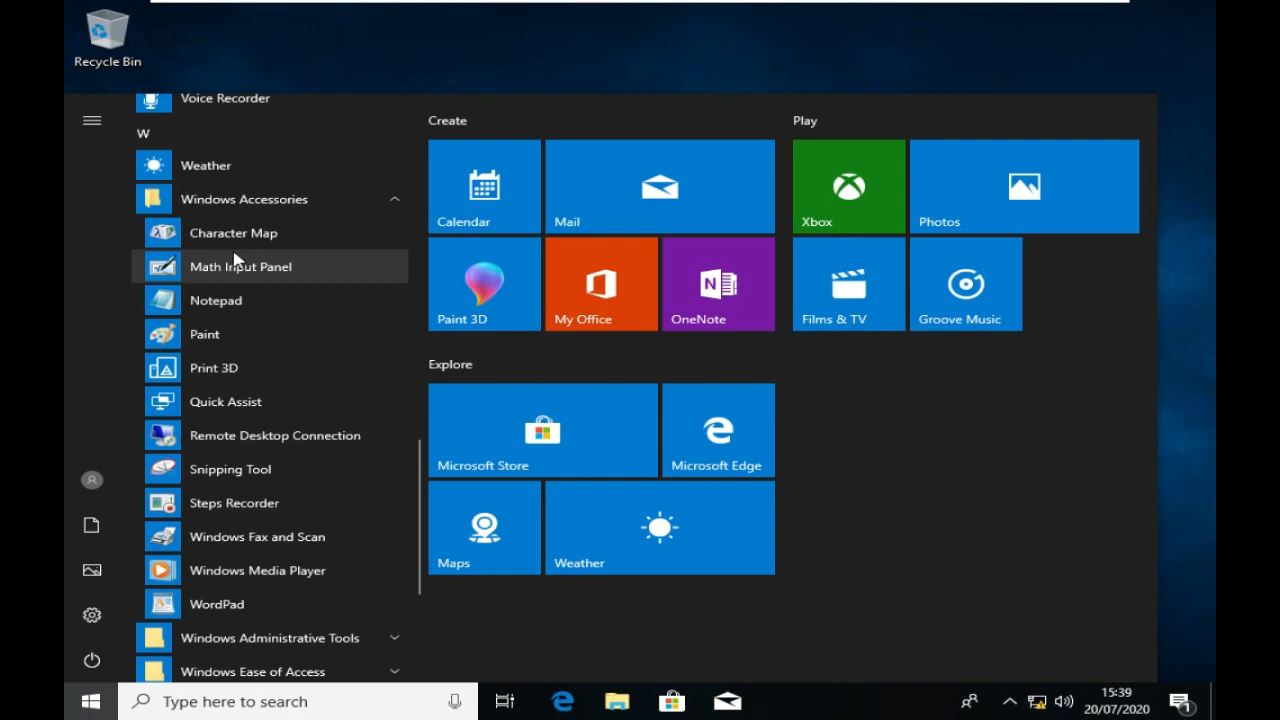 Recycle Bin
Voice Recorder
W
Weather
Windows Accessories
Character Map
Math Input Panel
Notepad
Paint
Print 3D
Quick Assist
Remote Desktop Connection
Snipping Tool
Steps Recorder
Windows Fax and Scan
Windows Media Player
WordPad
Windows Administrative Tools
Windows Ease of Access
Create
Calendar
Mail
Paint 3D
My Office
OneNote
Play
Xbox
Photos
Films & TV
Groove Music
Explore
Microsoft Store
Microsoft Edge
Maps
Weather
Type here to search
15:39
20/07/2020
1